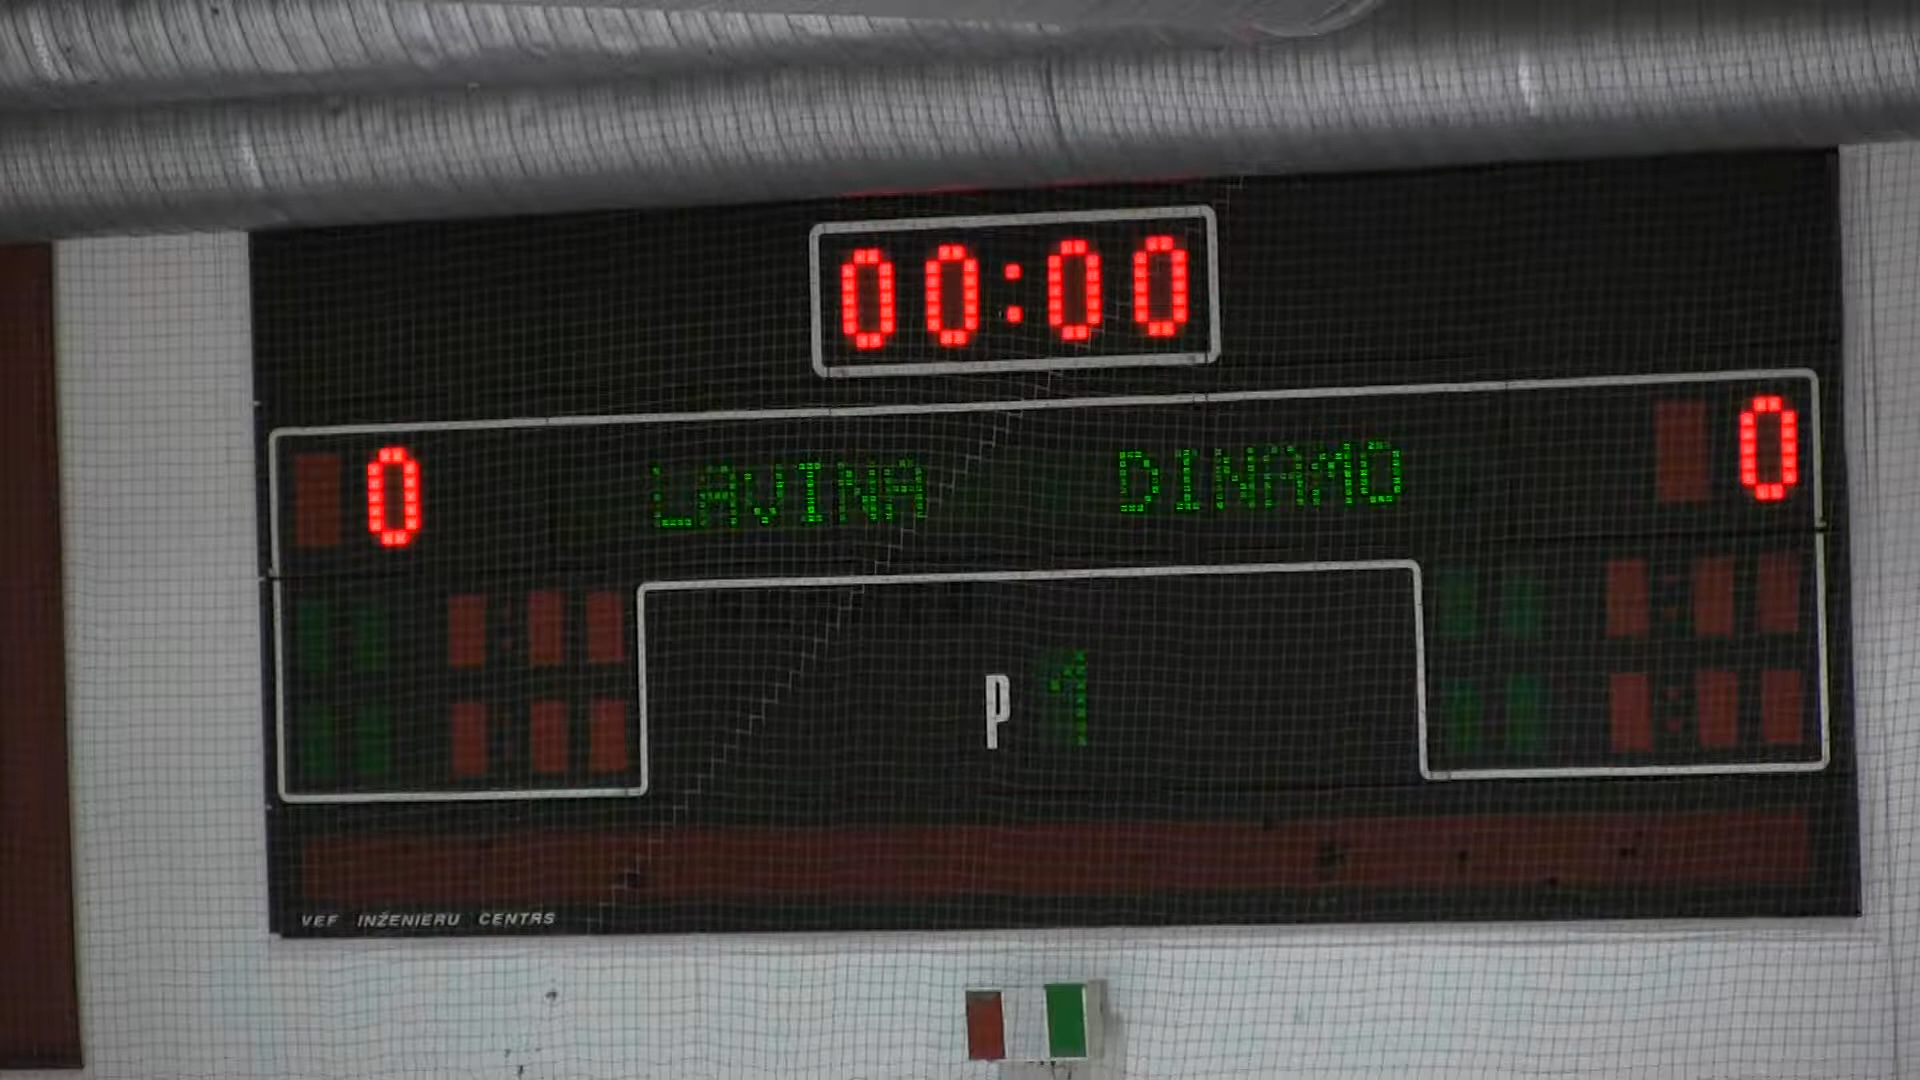 00:00
0 LAVINA DINAMO 0
P 1
VEF INŽENIERU CENTRS